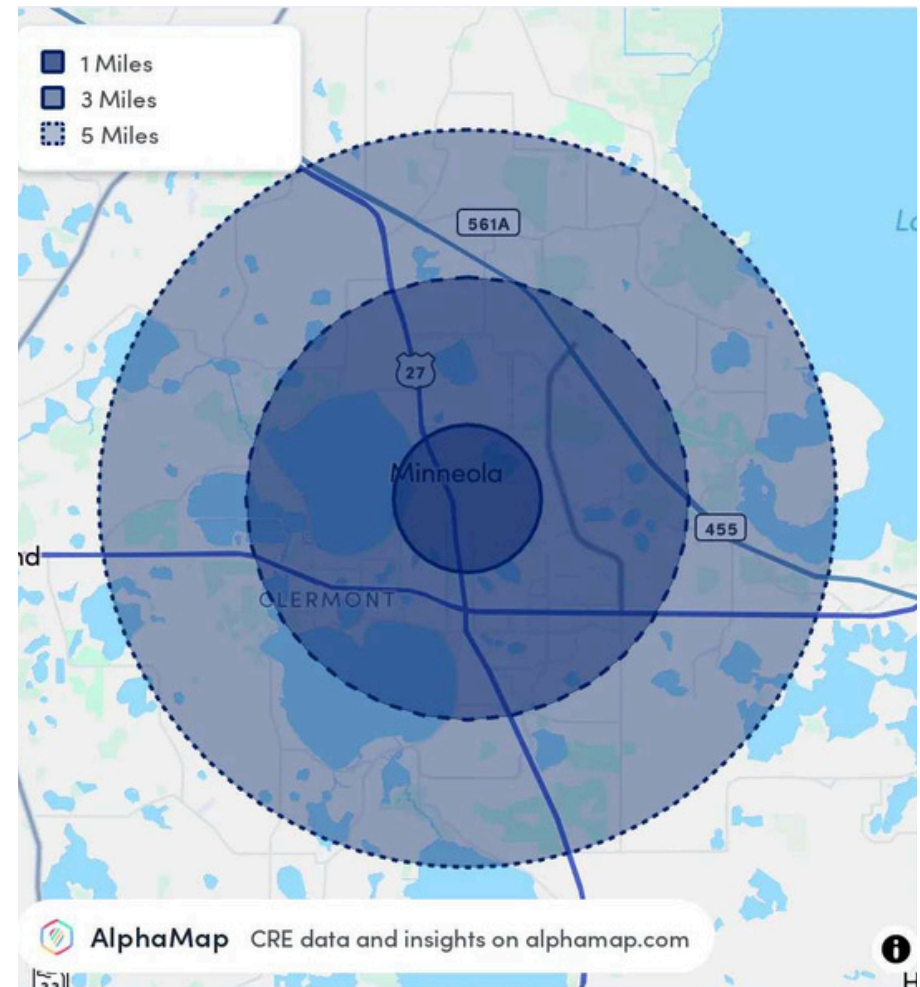 1 Miles
3 Miles
5 Miles
561A
27
Minneola
455
nd
CLERMONT
AlphaMap CRE data and insights on alphamap.com